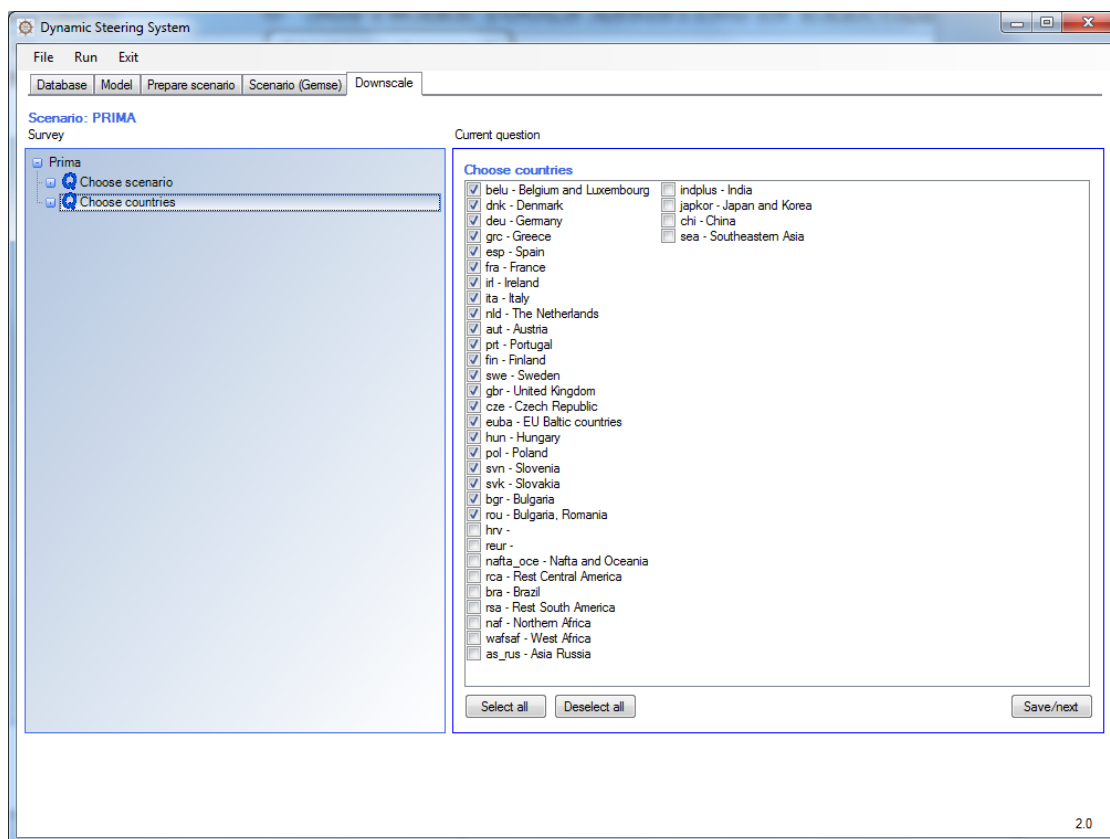 Dynamic Steering System
File Run Exit
Database Model Prepare scenario Scenario (Gemse) Downscale
Scenario: PRIMA
Survey
Current question
Prima
Choose scenario
Choose countries
Choose countries
belu - Belgium and Luxembourg
dnk - Denmark
deu - Germany
grc - Greece
esp - Spain
fra - France
irl - Ireland
ita - Italy
nld - The Netherlands
aut - Austria
prt - Portugal
fin - Finland
swe - Sweden
gbr - United Kingdom
cze - Czech Republic
euba - EU Baltic countries
hun - Hungary
pol - Poland
svn - Slovenia
svk - Slovakia
bgr - Bulgaria
rou - Bulgaria, Romania
hrv -
reur -
nafta_oce - Nafta and Oceania
rca - Rest Central America
bra - Brazil
rsa - Rest South America
naf - Northern Africa
wafsaf - West Africa
as_rus - Asia Russia
indplus - India
japkor - Japan and Korea
chi - China
sea - Southeastern Asia
Select all Deselect all Save/next
2.0